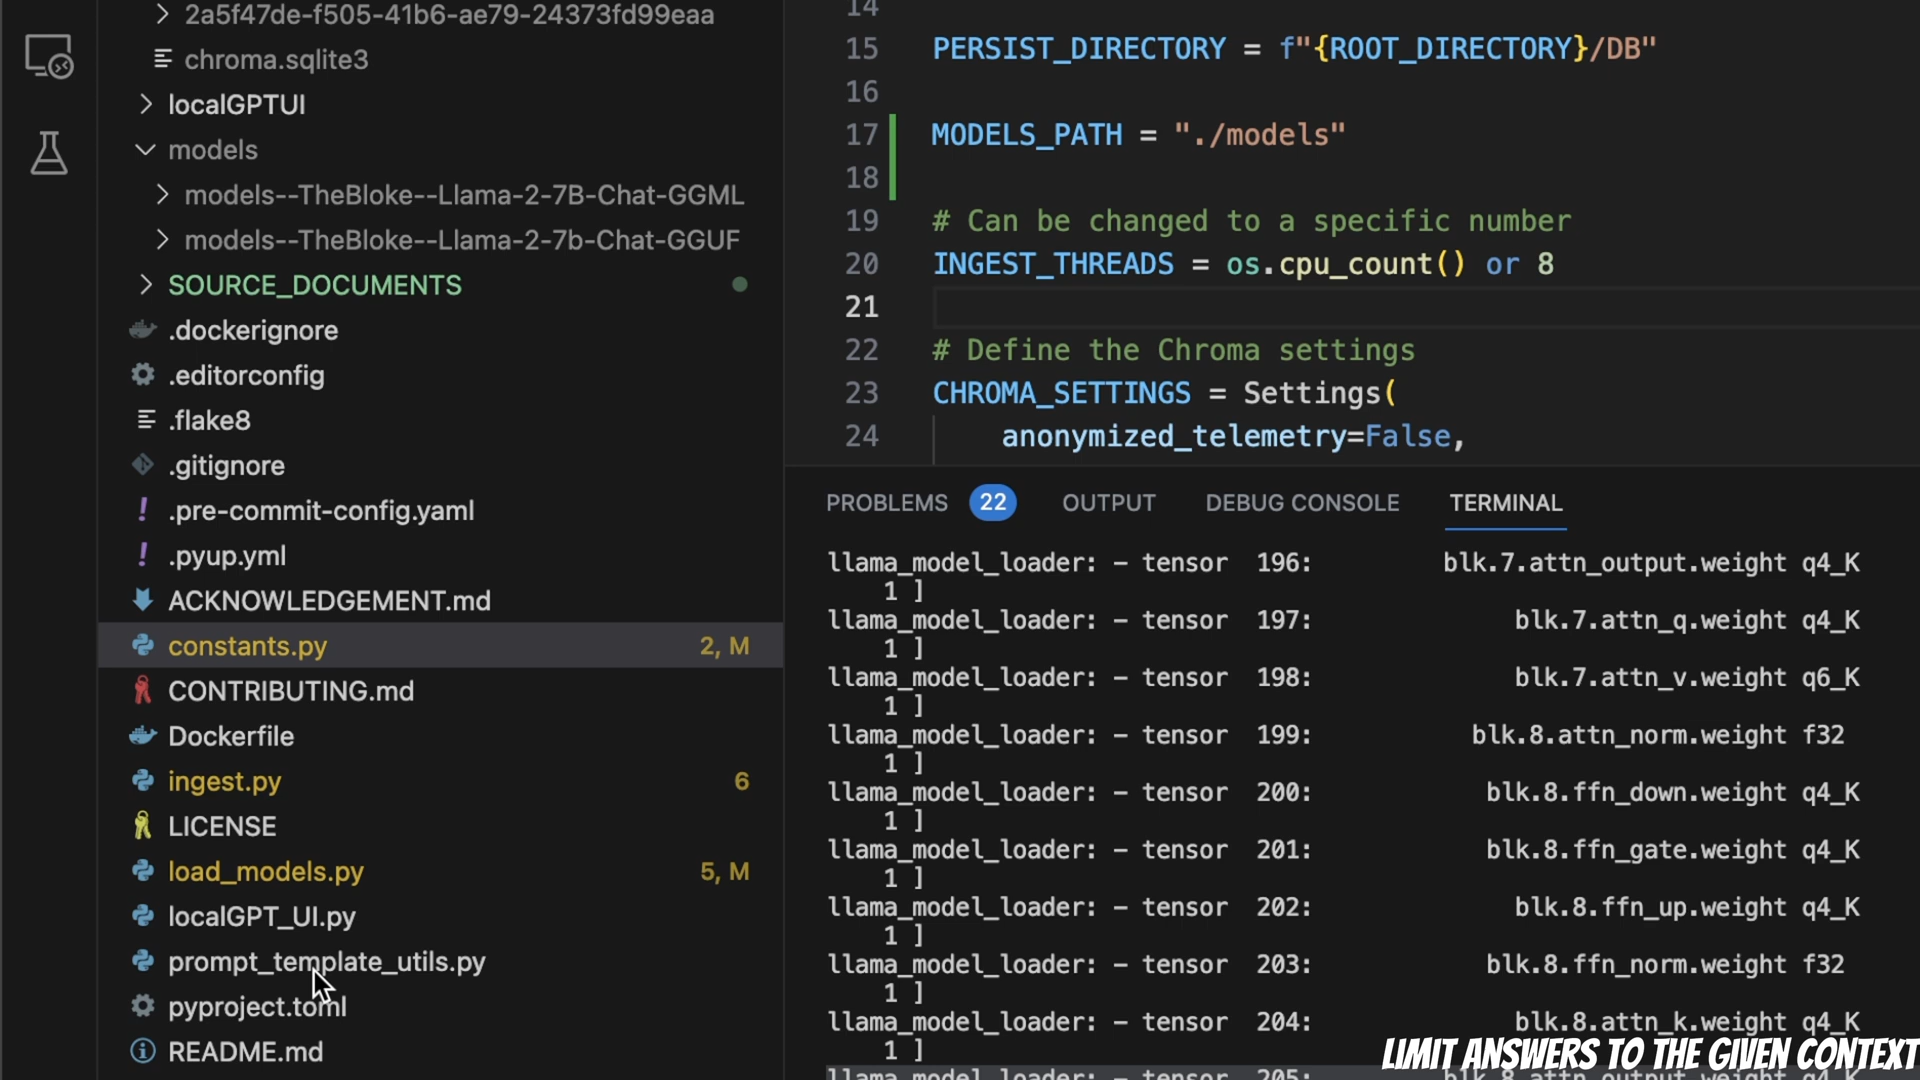 2a5f47de-f505-41b6-ae79-24373fd99eaa
chroma.sqlite3
localGPTUI
models
models--TheBloke--Llama-2-7B-Chat-GGML
models--TheBloke--Llama-2-7b-Chat-GGUF
SOURCE_DOCUMENTS
.dockerignore
.editorconfig
.flake8
.gitignore
.pre-commit-config.yaml
.pyup.yml
ACKNOWLEDGEMENT.md
constants.py 2, M
CONTRIBUTING.md
Dockerfile
ingest.py 6
LICENSE
load_models.py 5, M
localGPT_UI.py
prompt_template_utils.py
pyproject.toml
README.md
14
15 PERSIST_DIRECTORY = f"{ROOT_DIRECTORY}/DB"
16
17 MODELS_PATH = "./models"
18
19 # Can be changed to a specific number
20 INGEST_THREADS = os.cpu_count() or 8
21
22 # Define the Chroma settings
23 CHROMA_SETTINGS = Settings(
24 anonymized_telemetry=False,
PROBLEMS 22 OUTPUT DEBUG CONSOLE TERMINAL
llama_model_loader: - tensor 196: blk.7.attn_output.weight q4_K
1 ]
llama_model_loader: - tensor 197: blk.7.attn_q.weight q4_K
1 ]
llama_model_loader: - tensor 198: blk.7.attn_v.weight q6_K
1 ]
llama_model_loader: - tensor 199: blk.8.attn_norm.weight f32
1 ]
llama_model_loader: - tensor 200: blk.8.ffn_down.weight q4_K
1 ]
llama_model_loader: - tensor 201: blk.8.ffn_gate.weight q4_K
1 ]
llama_model_loader: - tensor 202: blk.8.ffn_up.weight q4_K
1 ]
llama_model_loader: - tensor 203: blk.8.ffn_norm.weight f32
1 ]
llama_model_loader: - tensor 204: blk.8.attn_k.weight q4_K
1 ]
llama_model_loader: - tensor 205: blk.8.attn_output.weight q4_K
LIMIT ANSWERS TO THE GIVEN CONTEXT